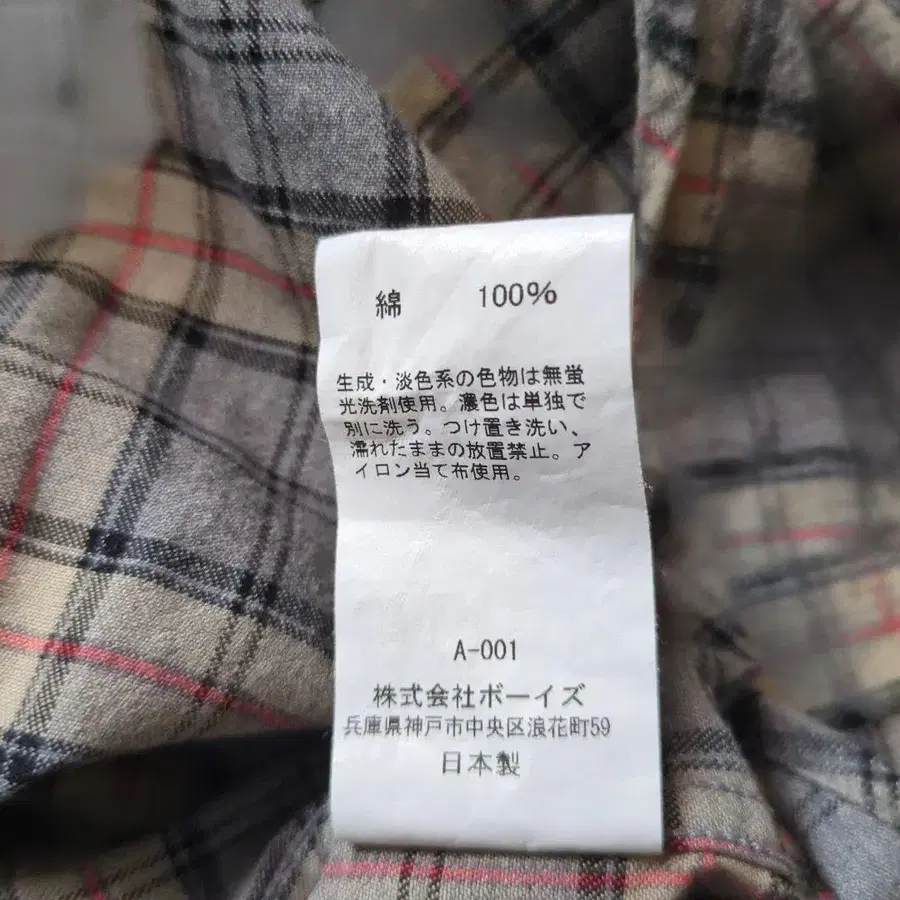 綿 100%
生成・淡色系の色物は無蛍
光洗剤使用。濃色は単独で
別に洗う。つけ置き洗い、
濡れたままの放置禁止。ア
イロン当て布使用。
A-001
株式会社ボーイズ
兵庫県神戸市中央区浪花町59
日本製